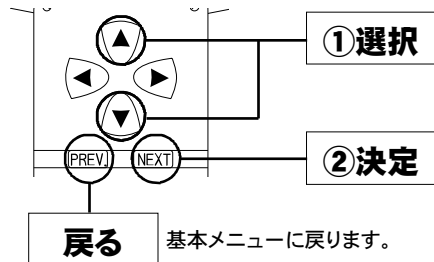 ①選択
PREV.
NEXT
②決定
戻る
基本メニューに戻ります。